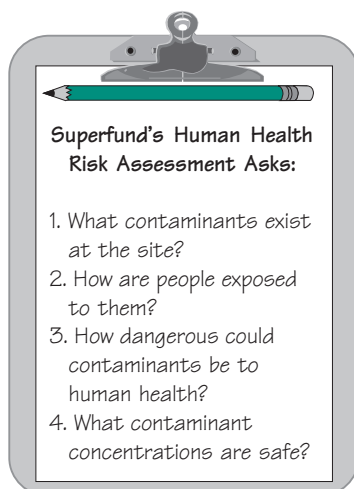 Superfund's Human Health
Risk Assessment Asks:
1. What contaminants exist
at the site?
2. How are people exposed
to them?
3. How dangerous could
contaminants be to
human health?
4. What contaminant
concentrations are safe?